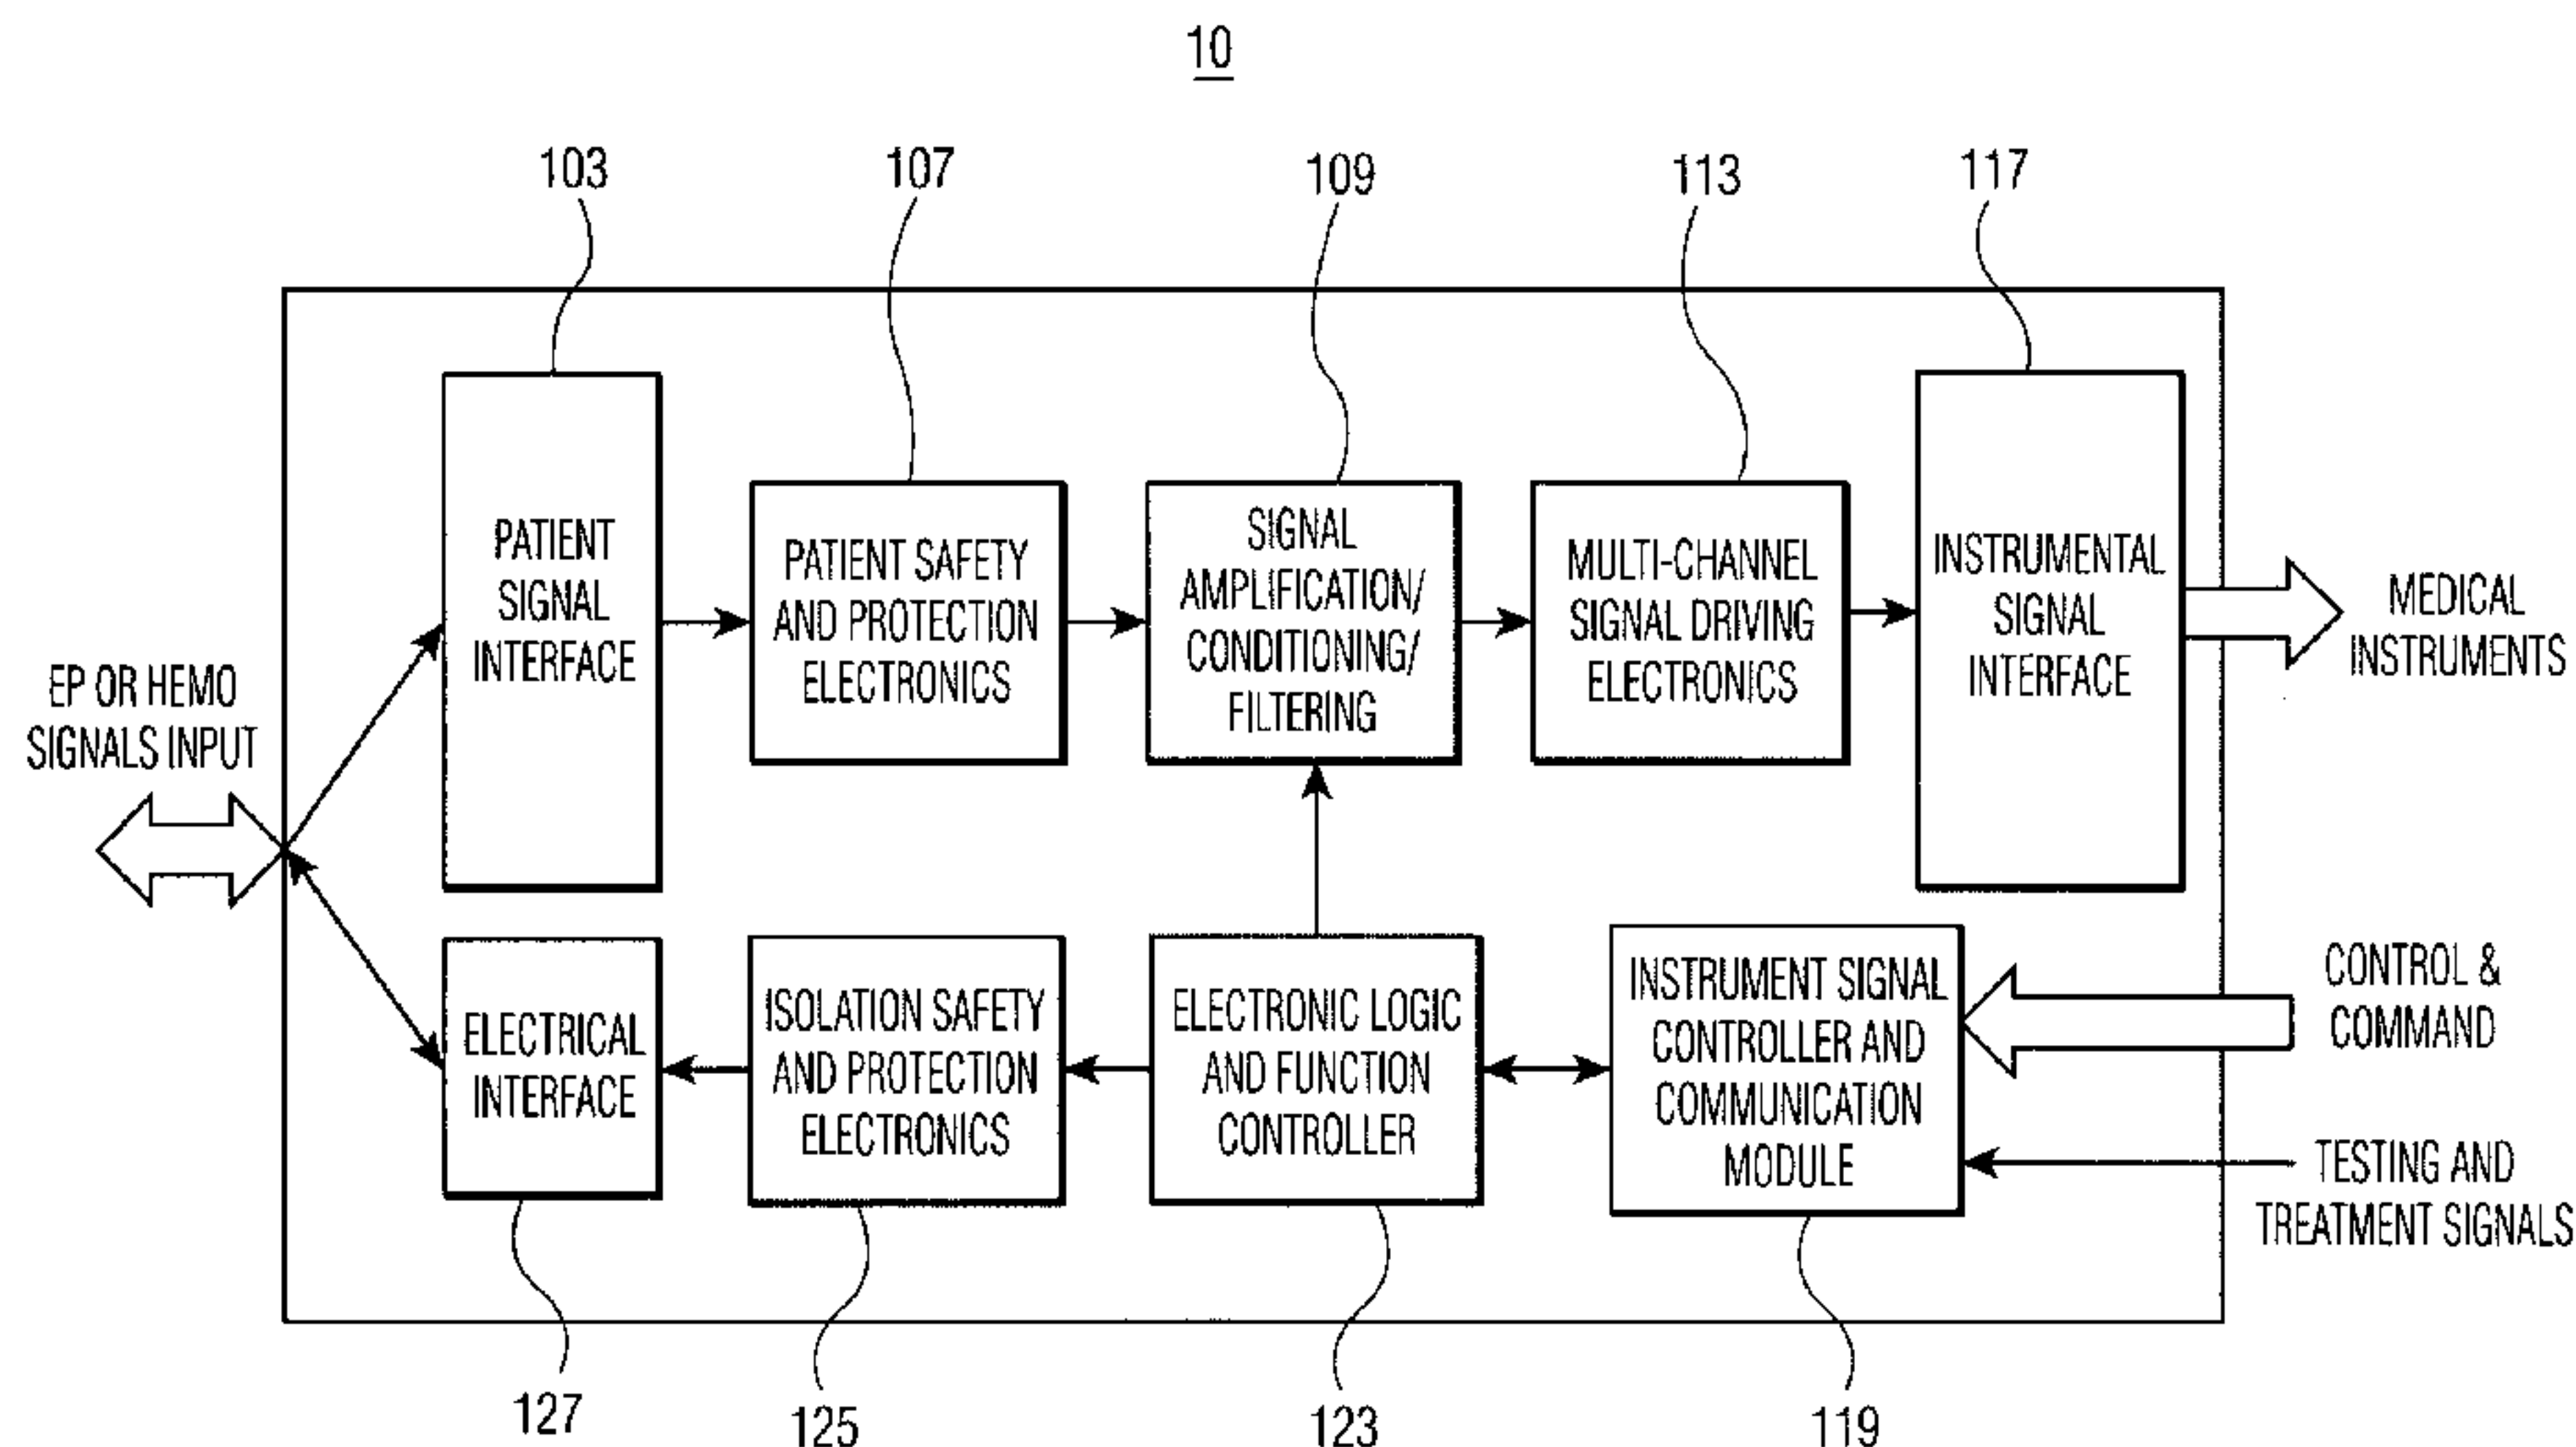 10
103
107
109
113
117
PATIENT
SIGNAL
INTERFACE
PATIENT SAFETY
AND PROTECTION
ELECTRONICS
SIGNAL
AMPLIFICATION/
CONDITIONING/
FILTERING
MULTI-CHANNEL
SIGNAL DRIVING
ELECTRONICS
INSTRUMENTAL
SIGNAL
INTERFACE
MEDICAL
INSTRUMENTS
EP OR HEMO
SIGNALS INPUT
ELECTRICAL
INTERFACE
ISOLATION SAFETY
AND PROTECTION
ELECTRONICS
ELECTRONIC LOGIC
AND FUNCTION
CONTROLLER
INSTRUMENT SIGNAL
CONTROLLER AND
COMMUNICATION
MODULE
CONTROL &
COMMAND
TESTING AND
TREATMENT SIGNALS
127
125
123
119